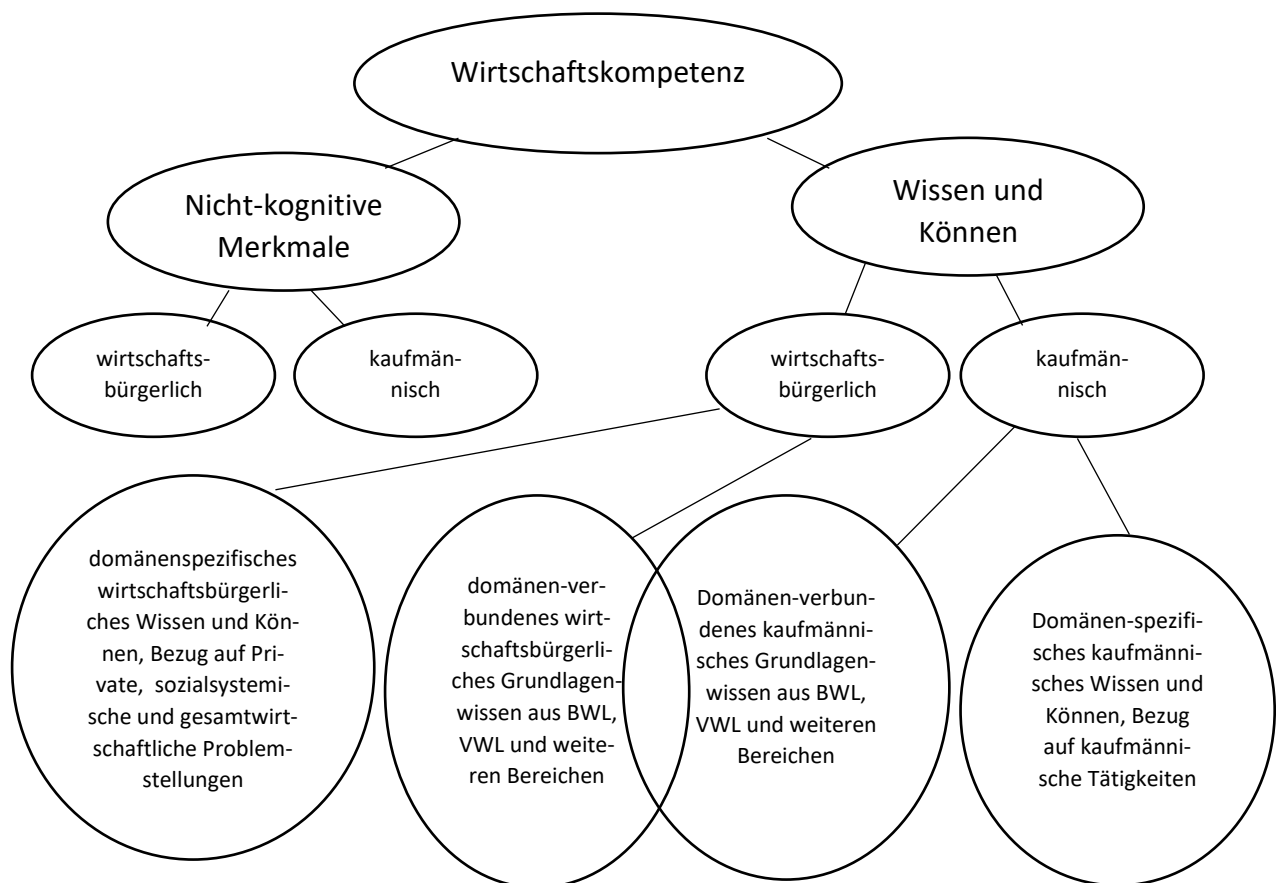 Wirtschaftskompetenz
Nicht-kognitive
Merkmale
Wissen und
Können
wirtschafts-
bürgerlich
kaufmän-
nisch
wirtschafts-
bürgerlich
kaufmän-
nisch
domänenspezifisches
wirtschaftsbürgerli-
ches Wissen und Kön-
nen, Bezug auf Pri-
vate, sozialsystemi-
sche und gesamtwirt-
schaftliche Problem-
stellungen
domänen-ver-
bundenes wirt-
schaftsbürgerli-
ches Grundlagen-
wissen aus BWL,
VWL und weite-
ren Bereichen
Domänen-verbun-
denes kaufmänni-
sches Grundlagen-
wissen aus BWL,
VWL und weiteren
Bereichen
Domänen-spezifi-
sches kaufmänni-
sches Wissen und
Können, Bezug
auf kaufmänni-
sche Tätigkeiten